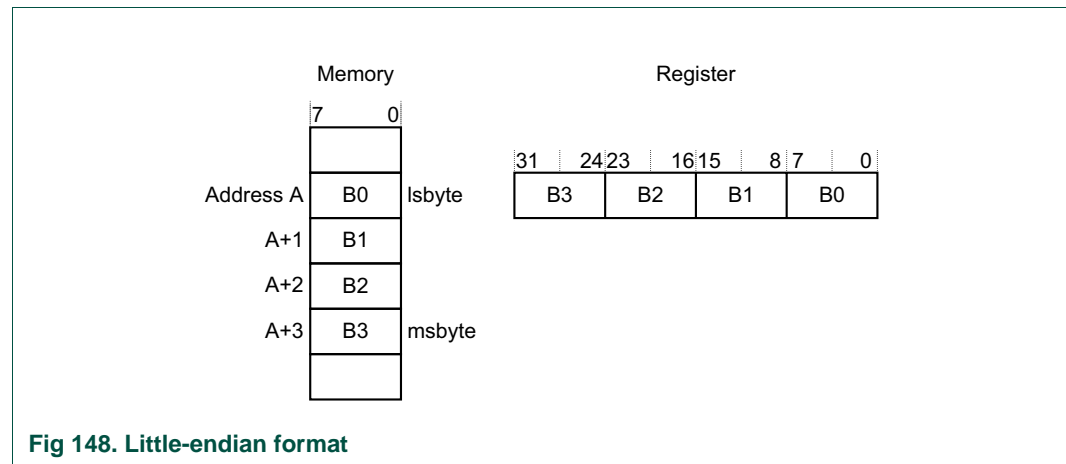 Memory
Register
7 0
31 24 23 16 15 8 7 0
Address A B0 lsbyte
B3 B2 B1 B0
A+1 B1
A+2 B2
A+3 B3 msbyte
Fig 148. Little-endian format